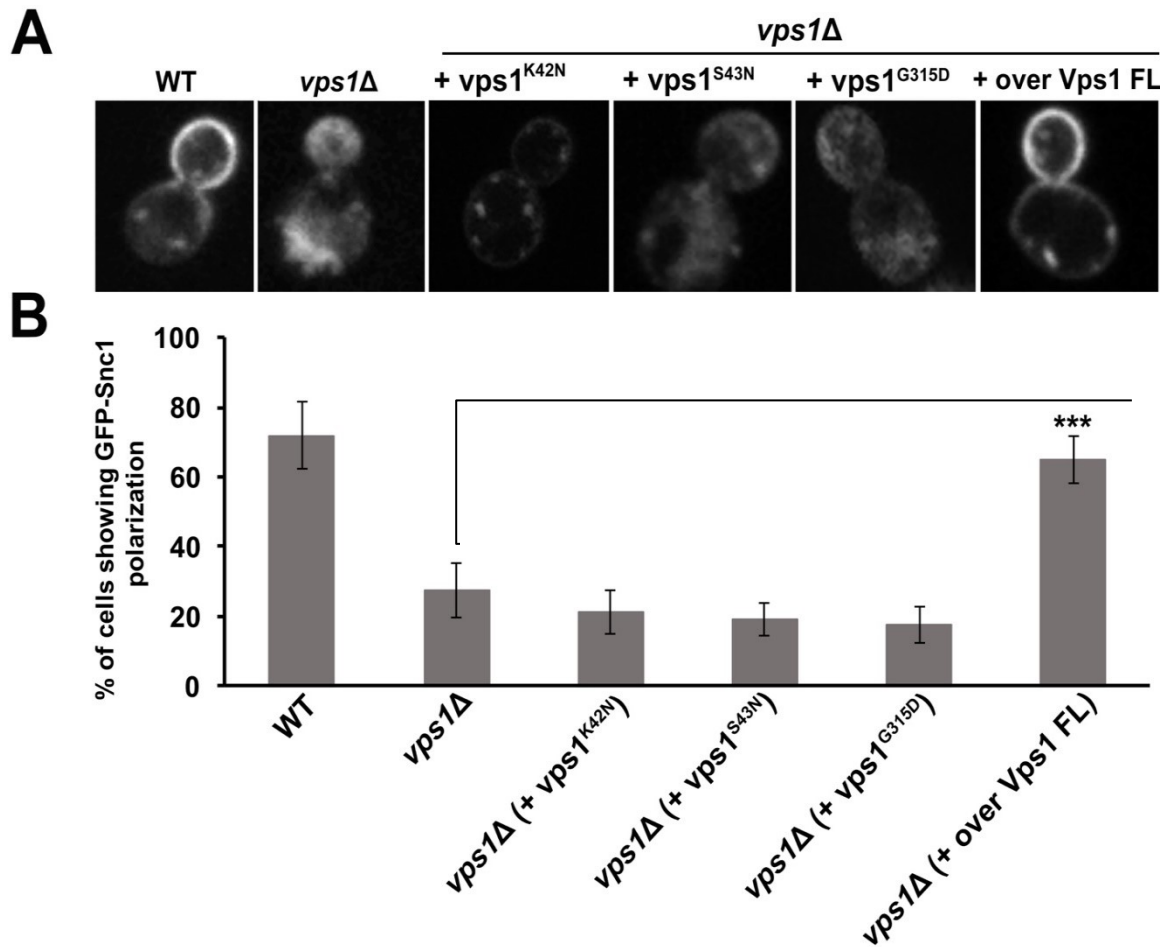 A
vps1Δ
WT
vps1Δ
+ vps1K42N
+ vps1S43N
+ vps1G315D
+ over Vps1 FL
B
% of cells showing GFP-Snc1
polarization
100
80
60
40
20
0
***
WT
vps1Δ
vps1Δ (+ vps1K42N)
vps1Δ (+ vps1S43N)
vps1Δ (+ vps1G315D)
vps1Δ (+ over Vps1 FL)